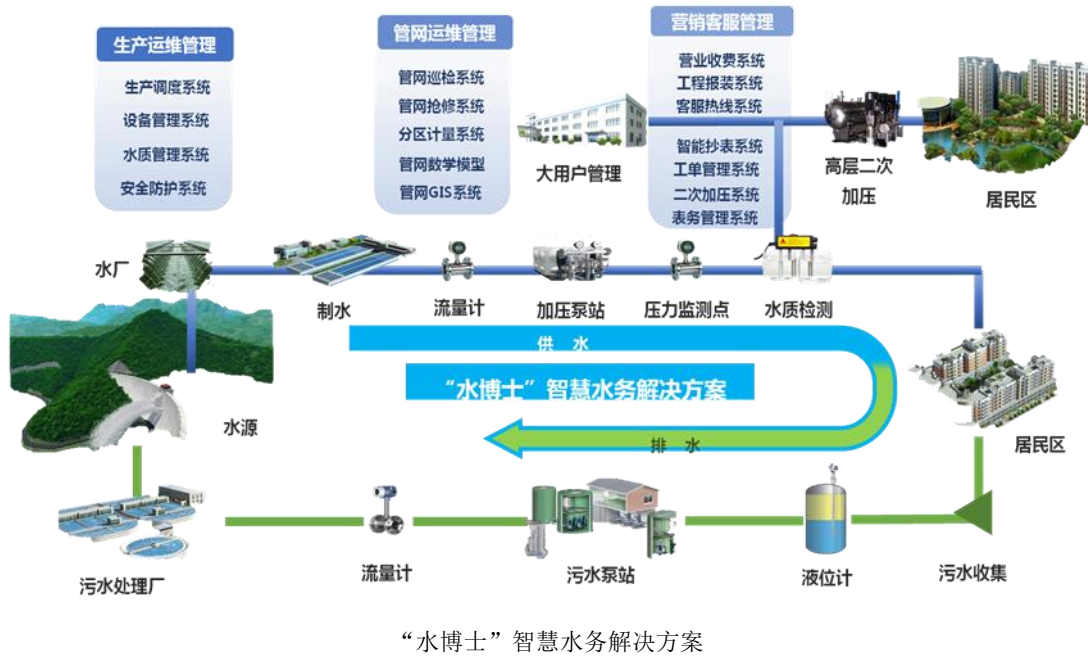 生产运维管理
生产调度系统
设备管理系统
水质管理系统
安全防护系统
管网运维管理
管网巡检系统
管网抢修系统
分区计量系统
管网数学模型
管网GIS系统
营销客服管理
营业收费系统
工程报装系统
客服热线系统
智能抄表系统
工单管理系统
二次加压系统
表务管理系统
大用户管理
高层二次
加压
居民区
水厂
制水
流量计
加压泵站
压力监测点
水质检测
供 水
“水博士”智慧水务解决方案
排 水
水源
居民区
污水处理厂
流量计
污水泵站
液位计
污水收集
“水博士”智慧水务解决方案